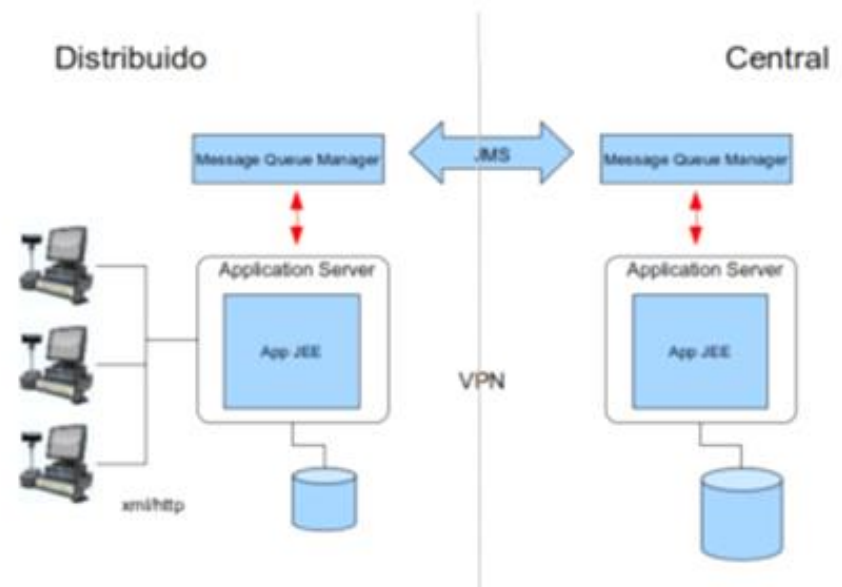 Distribuido
Central
Message Queue Manager
JMS
Message Queue Manager
Application Server
Application Server
App JEE
App JEE
VPN
xml/http